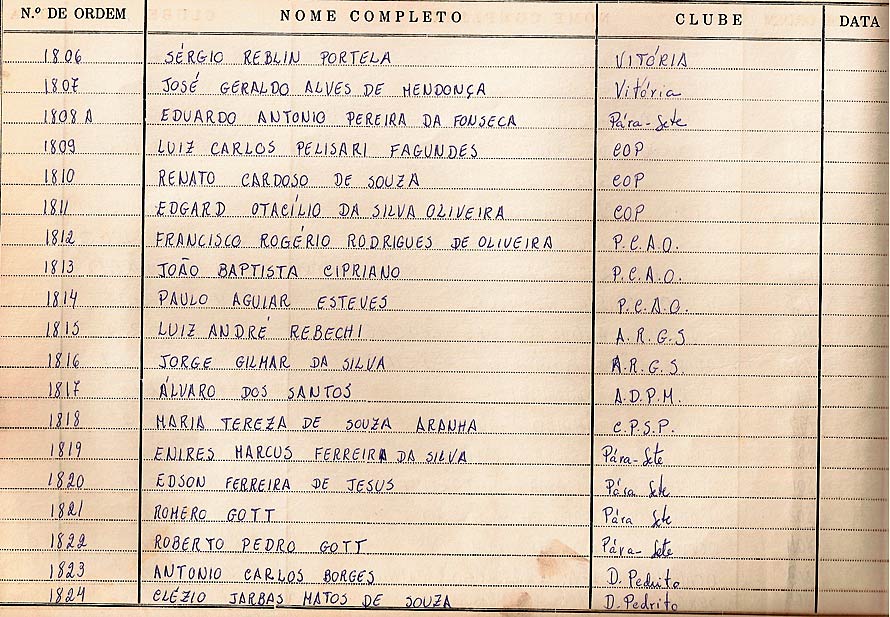 N.º DE ORDEM NOME COMPLETO CLUBE DATA
1806 SÉRGIO REBLIN PORTELA VITÓRIA
1807 JOSÉ GERALDO ALVES DE MENDONÇA Vitória
1808 A EDUARDO ANTONIO PEREIRA DA FONSECA Pára-Sete
1809 LUIZ CARLOS PELISARI FAGUNDES COP
1810 RENATO CARDOSO DE SOUZA COP
1811 EDGARD OTACÍLIO DA SILVA OLIVEIRA COP
1812 FRANCISCO ROGÉRIO RODRIGUES DE OLIVEIRA P.C.A.O.
1813 JOÃO BAPTISTA CIPRIANO P.C.A.O.
1814 PAULO AGUIAR ESTEVES P.C.A.O.
1815 LUIZ ANDRÉ REBECHI A.R.G.S
1816 JORGE GILMAR DA SILVA A.R.G.S.
1817 ÁLVARO DOS SANTOS A.D.P.M.
1818 MARIA TEREZA DE SOUZA ARANHA C.P.S.P.
1819 ENIRES MARCUS FERREIRA DA SILVA Pára-Sete
1820 EDSON FERREIRA DE JESUS Pára Sete
1821 ROMERO GOTT Pára Sete
1822 ROBERTO PEDRO GOTT Pára-Sete
1823 ANTONIO CARLOS BORGES D. Pedrito
1824 CLÉZIO JARBAS MATOS DE SOUZA D. Pedrito